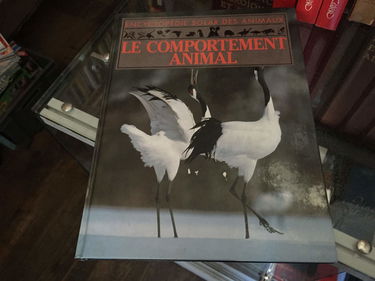 ENCYCLOPÉDIE SOLAR DES ANIMAUX
LE COMPORTEMENT
ANIMAL